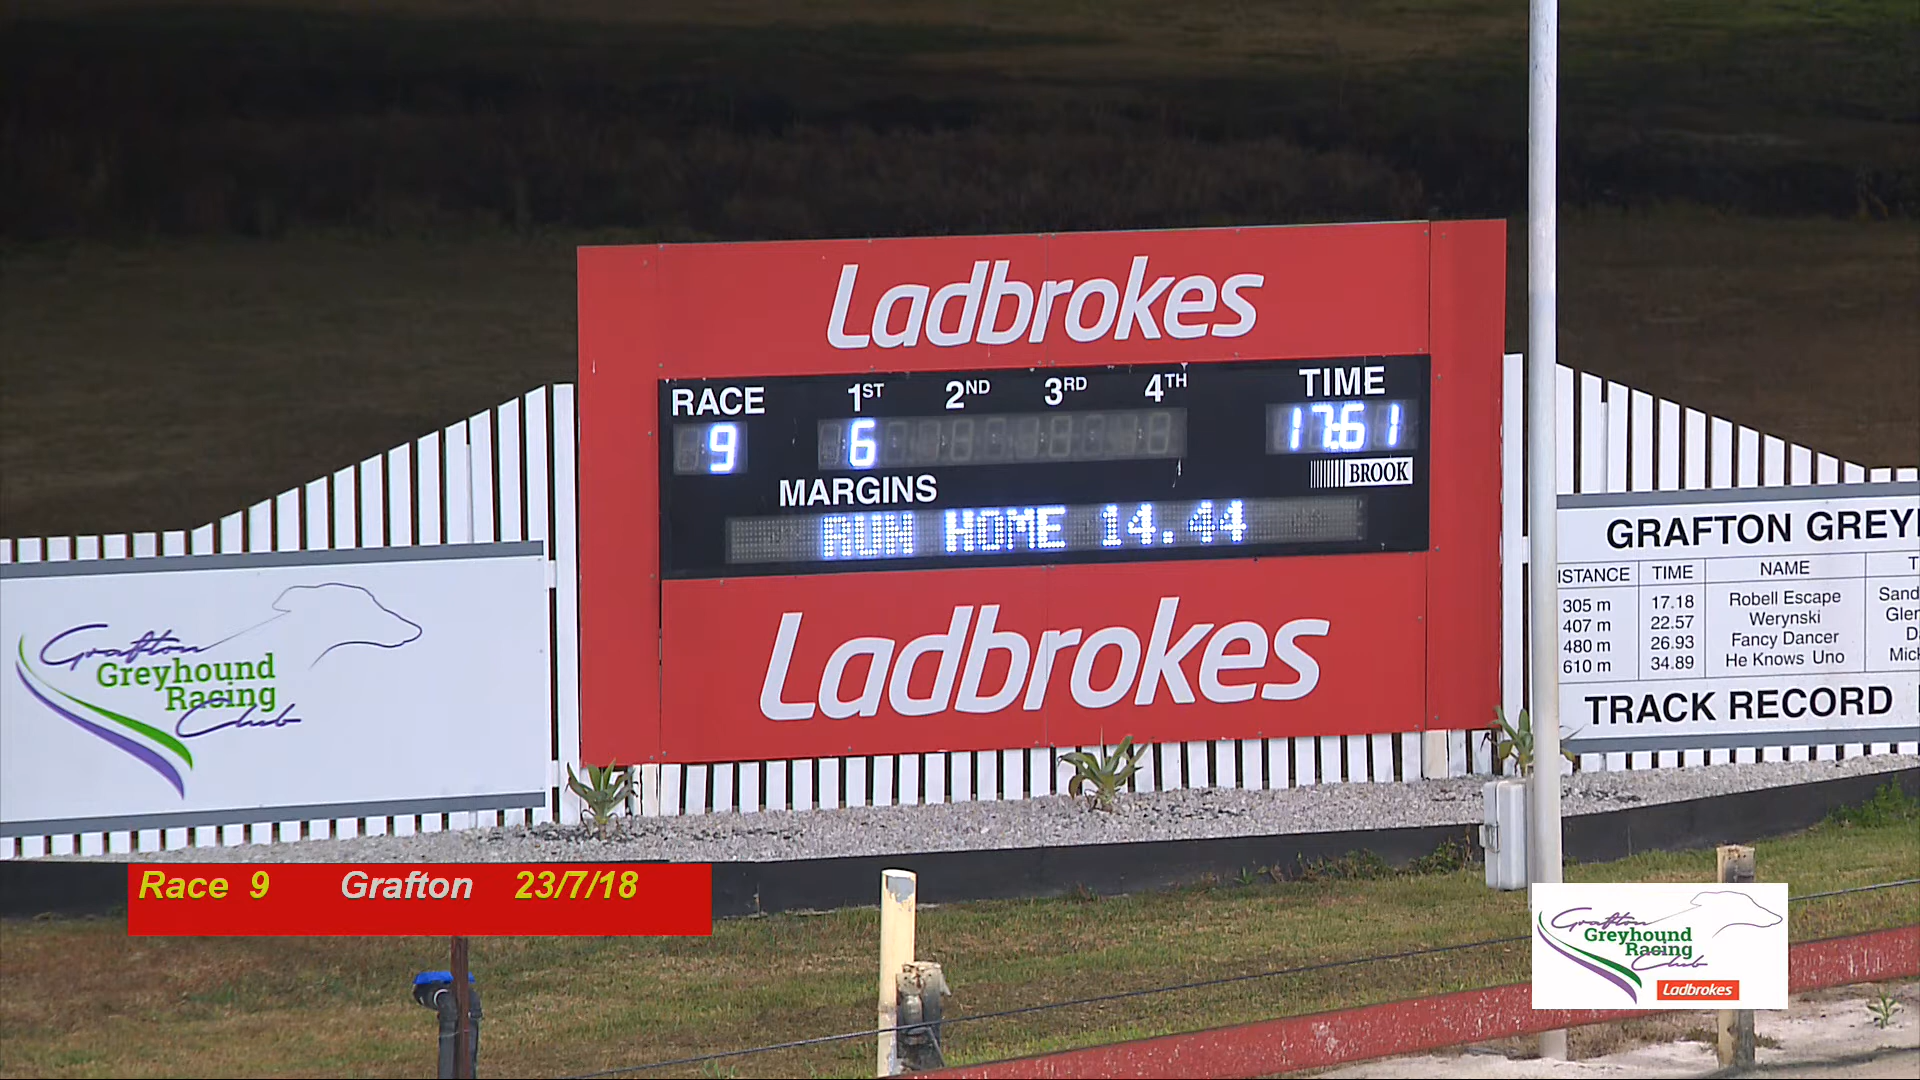 Ladbrokes
RACE 1ST 2ND 3RD 4TH TIME
9 6 17.61
BROOK
MARGINS
RUN HOME 14.44
Ladbrokes
Grafton
Greyhound
Racing
Club
GRAFTON GREY
ISTANCE TIME NAME T
305 m 17.18 Robell Escape Sand
407 m 22.57 Werynski Gler
480 m 26.93 Fancy Dancer D
610 m 34.89 He Knows Uno Mick
TRACK RECORD
Race 9 Grafton 23/7/18
Grafton
Greyhound
Racing
Club
Ladbrokes